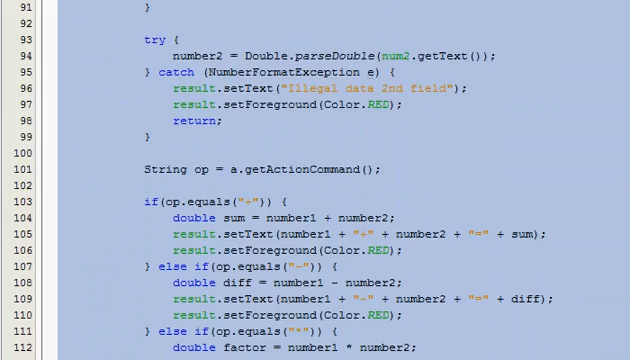 91 }
92
93 try {
94 number2 = Double.parseDouble(num2.getText());
95 } catch (NumberFormatException e) {
96 result.setText("Illegal data 2nd field");
97 result.setForeground(Color.RED);
98 return;
99 }
100
101 String op = a.getActionCommand();
102
103 if(op.equals("+")) {
104 double sum = number1 + number2;
105 result.setText(number1 + "+" + number2 + "=" + sum);
106 result.setForeground(Color.RED);
107 } else if(op.equals("-")) {
108 double diff = number1 - number2;
109 result.setText(number1 + "-" + number2 + "=" + diff);
110 result.setForeground(Color.RED);
111 } else if(op.equals("*")) {
112 double factor = number1 * number2;